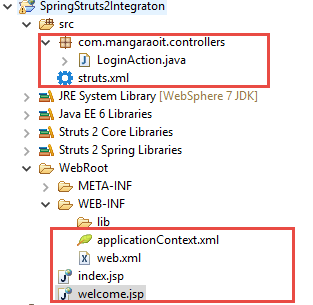 SpringStruts2Integraton
src
com.mangaraoit.controllers
LoginAction.java
struts.xml
JRE System Library [WebSphere 7 JDK]
Java EE 6 Libraries
Struts 2 Core Libraries
Struts 2 Spring Libraries
WebRoot
META-INF
WEB-INF
lib
applicationContext.xml
web.xml
index.jsp
welcome.jsp